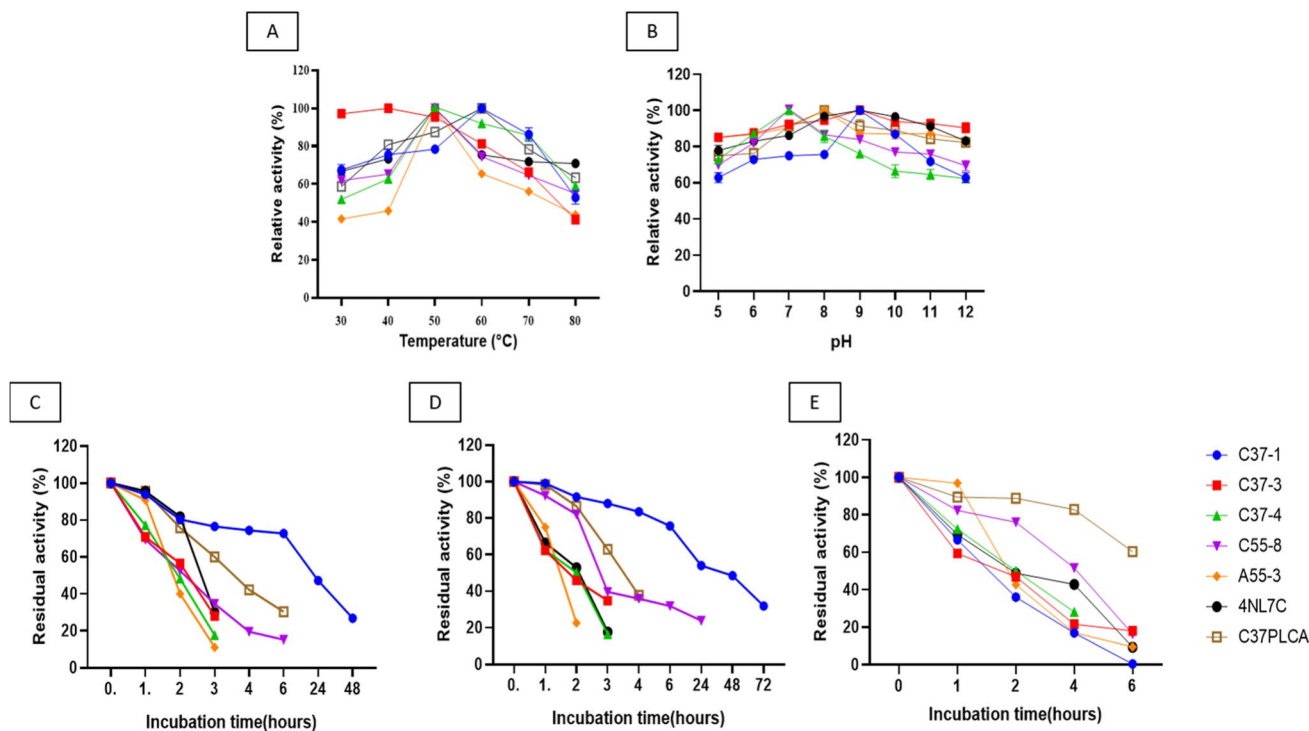 A
B
Relative activity (%)
120
100
80
60
40
20
0
30 40 50 60 70 80
Temperature (°C)
Relative activity (%)
120
100
80
60
40
20
0
5 6 7 8 9 10 11 12
pH
C
D
E
Residual activity (%)
120
100
80
60
40
20
0
0. 1. 2 3 4 6 24 48
Incubation time(hours)
Residual activity (%)
120
100
80
60
40
20
0
0. 1. 2 3 4 6 24 48 72
Incubation time(hours)
Residual activity (%)
120
100
80
60
40
20
0
0 1 2 4 6
Incubation time(hours)
C37-1
C37-3
C37-4
C55-8
A55-3
4NL7C
C37PLCA